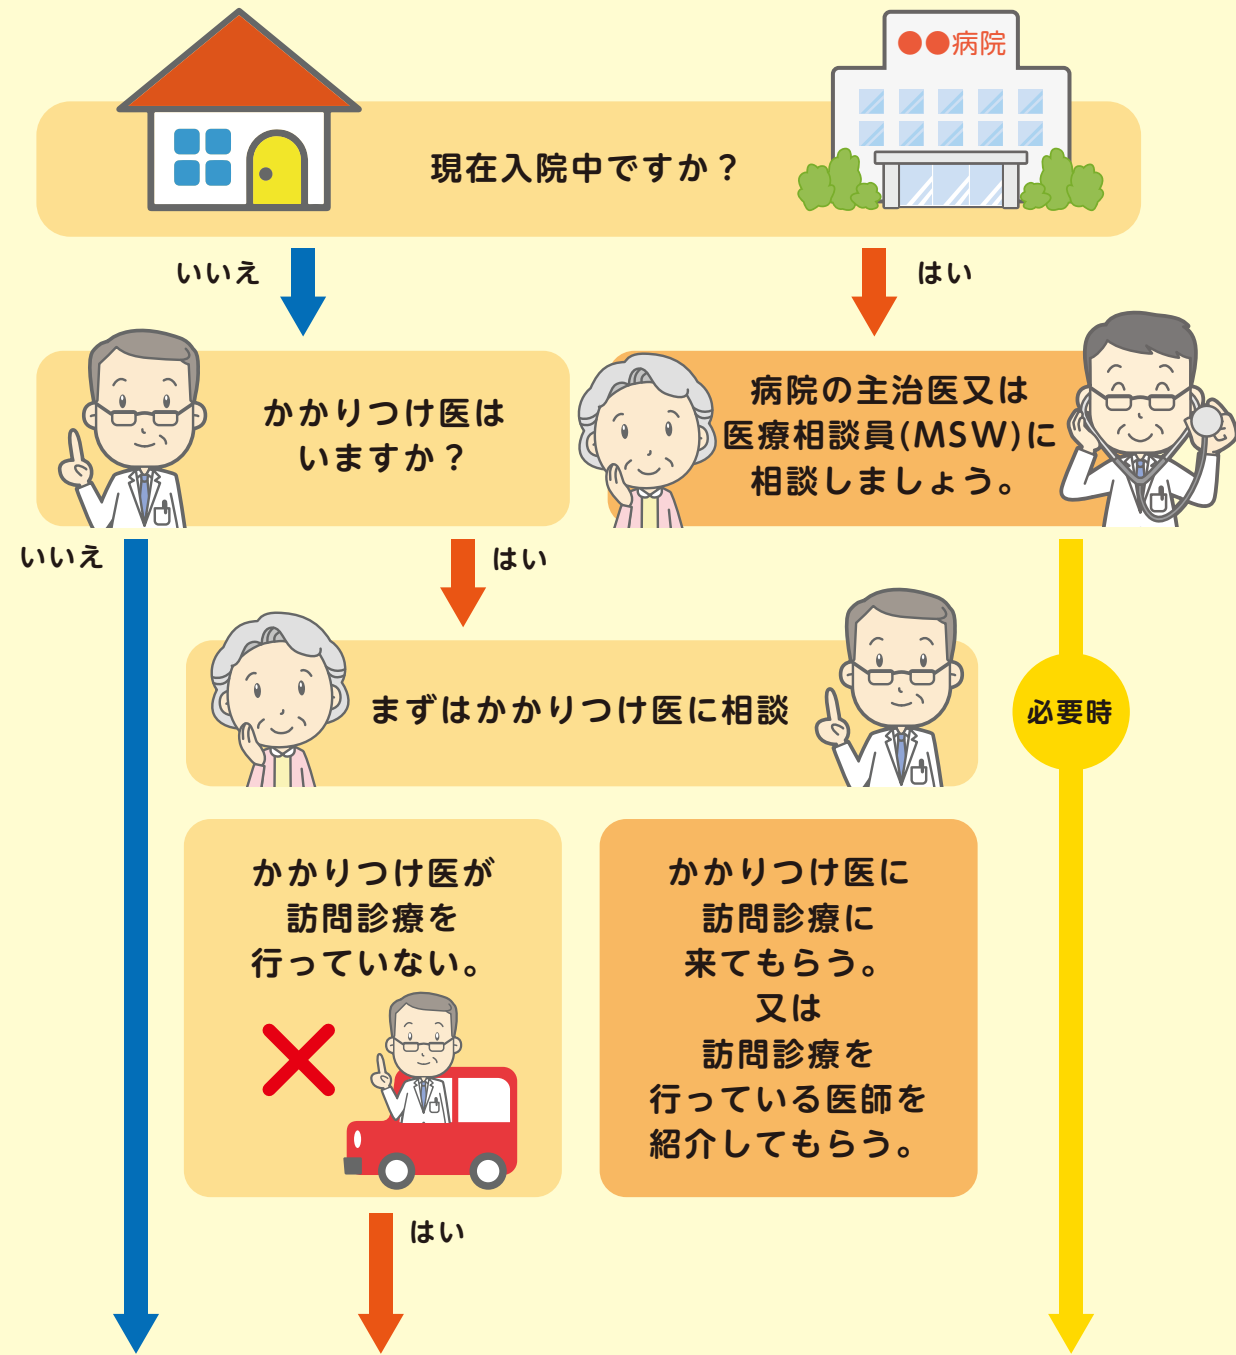 ●●病院
現在入院中ですか？
いいえ
はい
かかりつけ医は
いますか？
病院の主治医又は
医療相談員(MSW)に
相談しましょう。
いいえ
はい
まずはかかりつけ医に相談
必要時
かかりつけ医が
訪問診療を
行っていない。
かかりつけ医に
訪問診療に
来てもらう。
又は
訪問診療を
行っている医師を
紹介してもらう。
はい